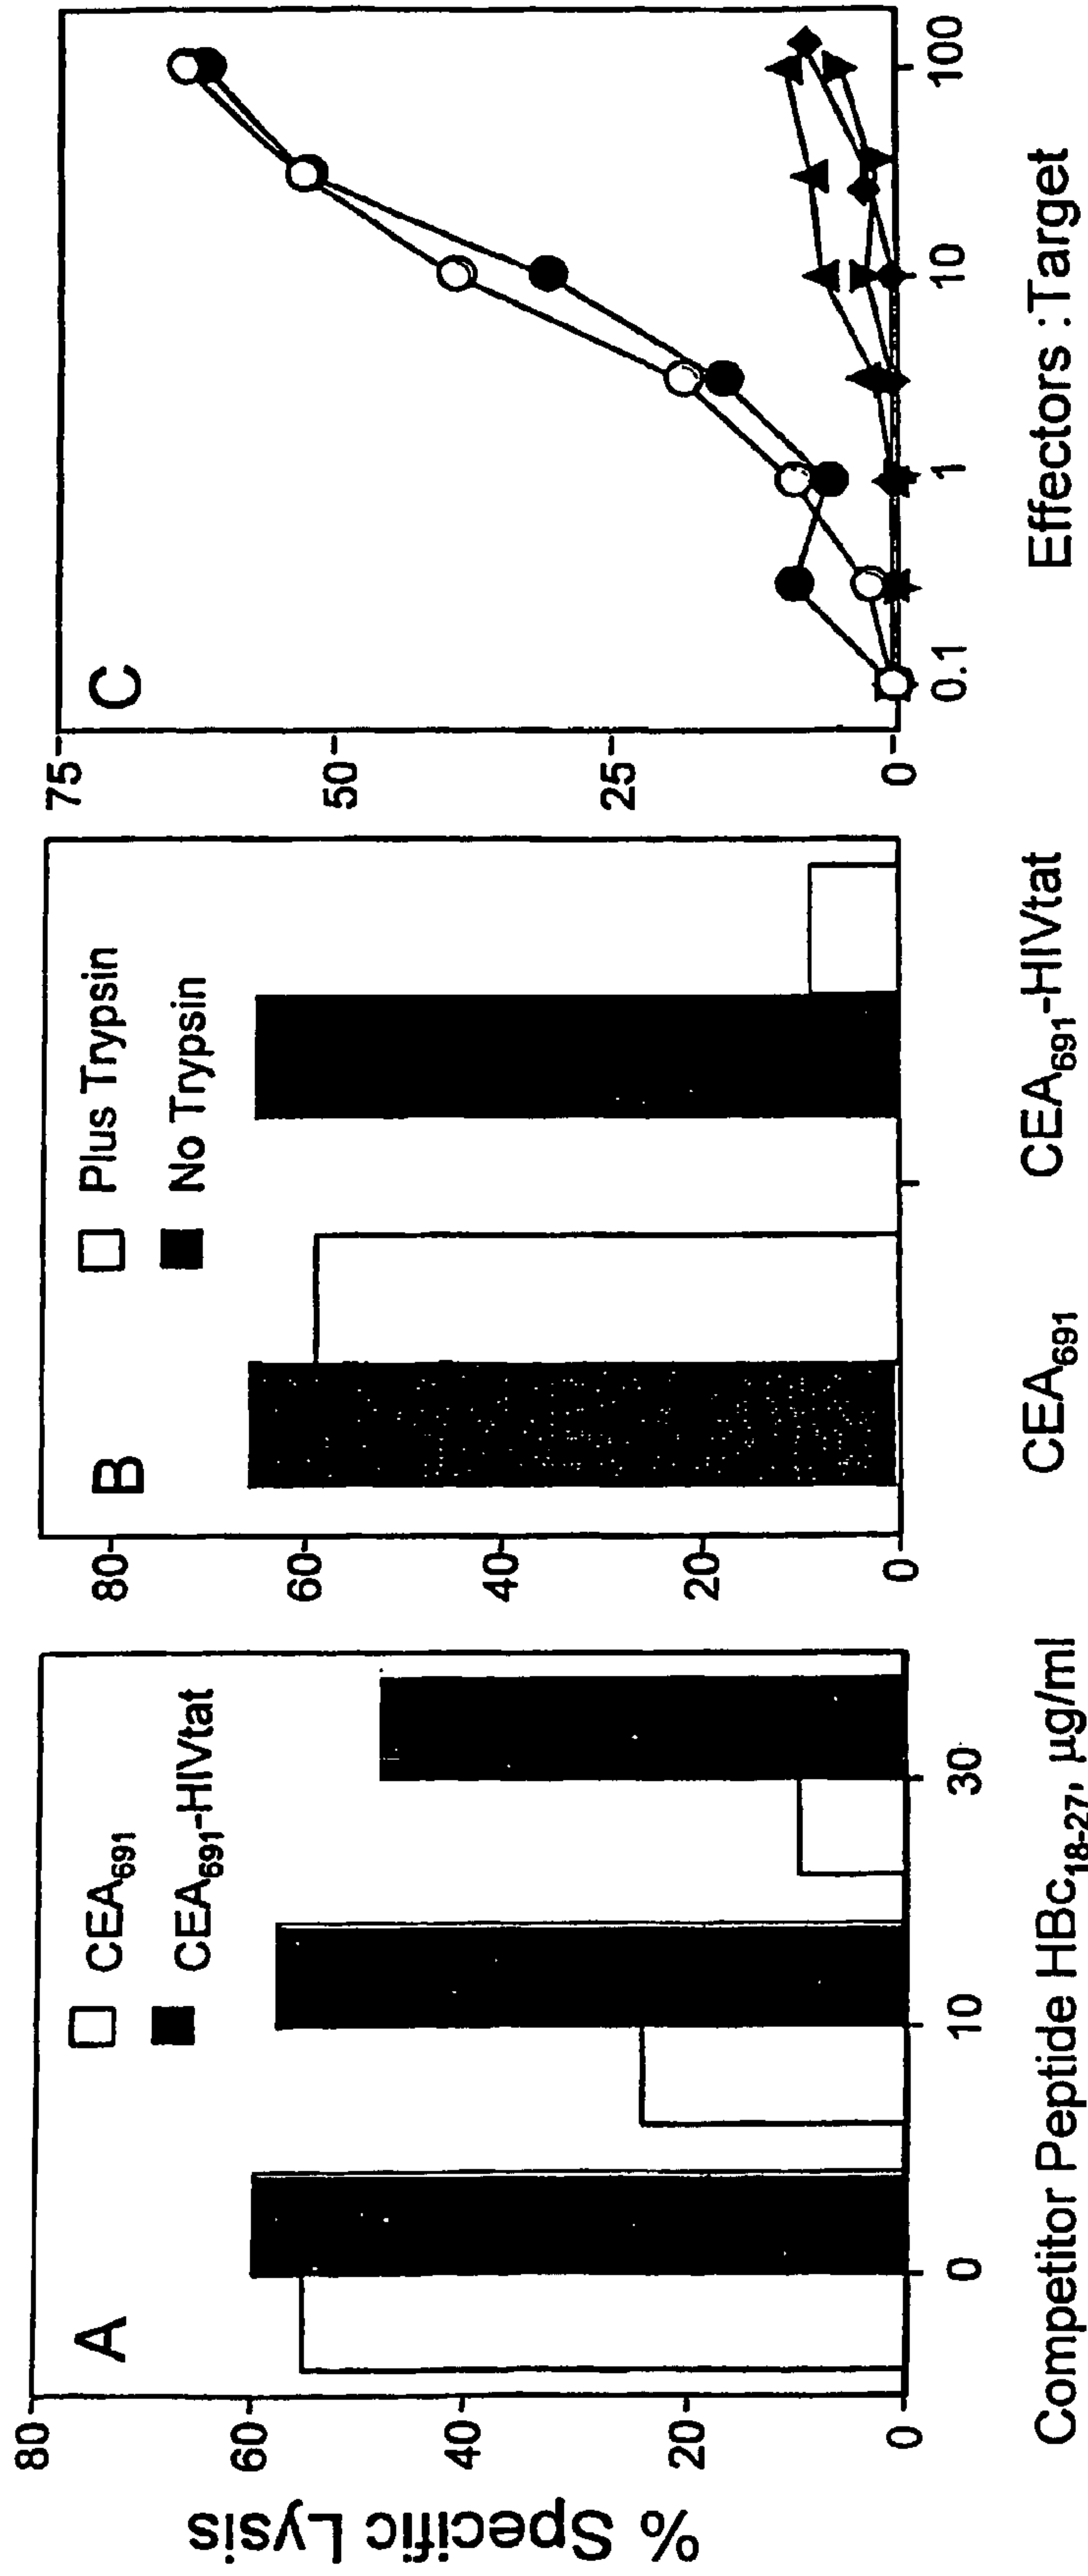 % Specific Lysis
A
CEA691
CEA691-HIVtat
80
60
40
20
0
0
10
30
Competitor Peptide HBc18-27, µg/ml
B
Plus Trypsin
No Trypsin
80
60
40
20
0
CEA691
CEA691-HIVtat
C
75
50
25
0
0.1
1
10
100
Effectors :Target